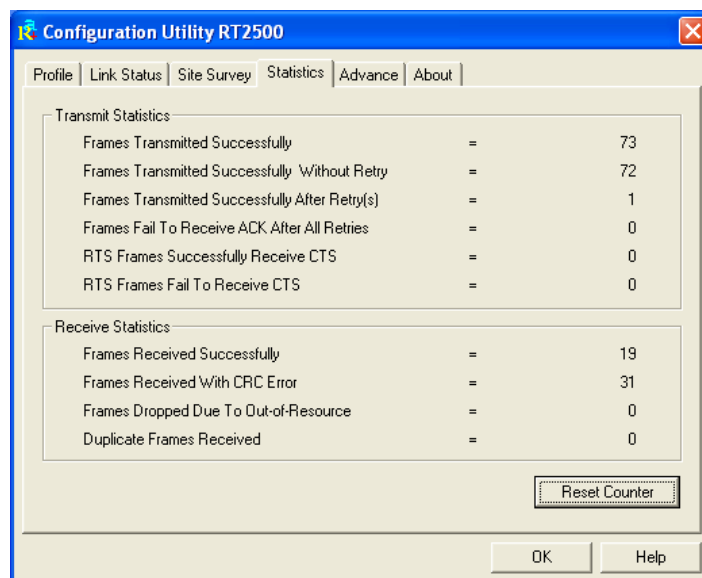 Configuration Utility RT2500
Profile Link Status Site Survey Statistics Advance About
Transmit Statistics
Frames Transmitted Successfully = 73
Frames Transmitted Successfully Without Retry = 72
Frames Transmitted Successfully After Retry(s) = 1
Frames Fail To Receive ACK After All Retries = 0
RTS Frames Successfully Receive CTS = 0
RTS Frames Fail To Receive CTS = 0
Receive Statistics
Frames Received Successfully = 19
Frames Received With CRC Error = 31
Frames Dropped Due To Out-of-Resource = 0
Duplicate Frames Received = 0
Reset Counter
OK Help